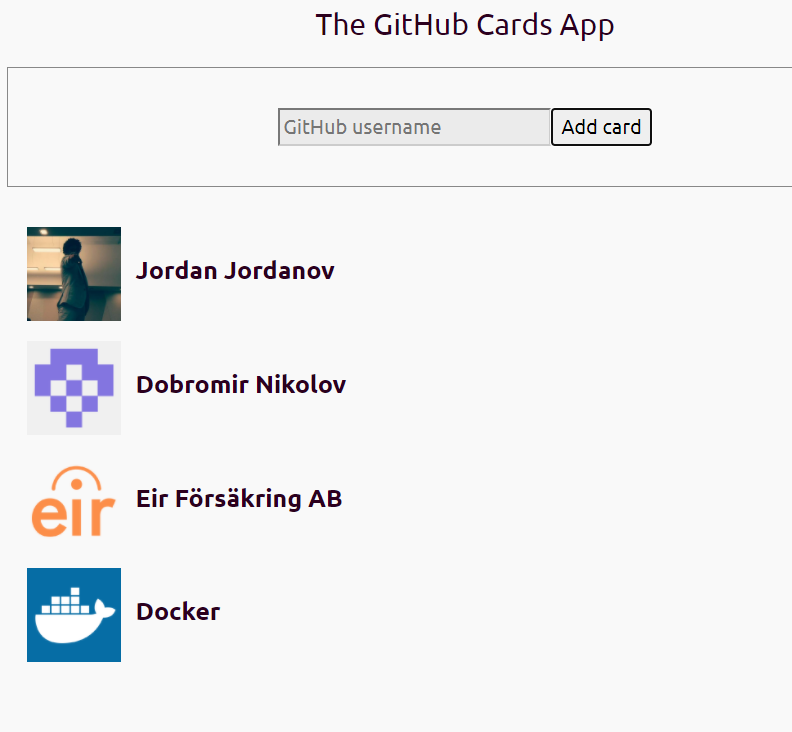 The GitHub Cards App
GitHub username
Add card
Jordan Jordanov
Dobromir Nikolov
eir
Eir Försäkring AB
Docker